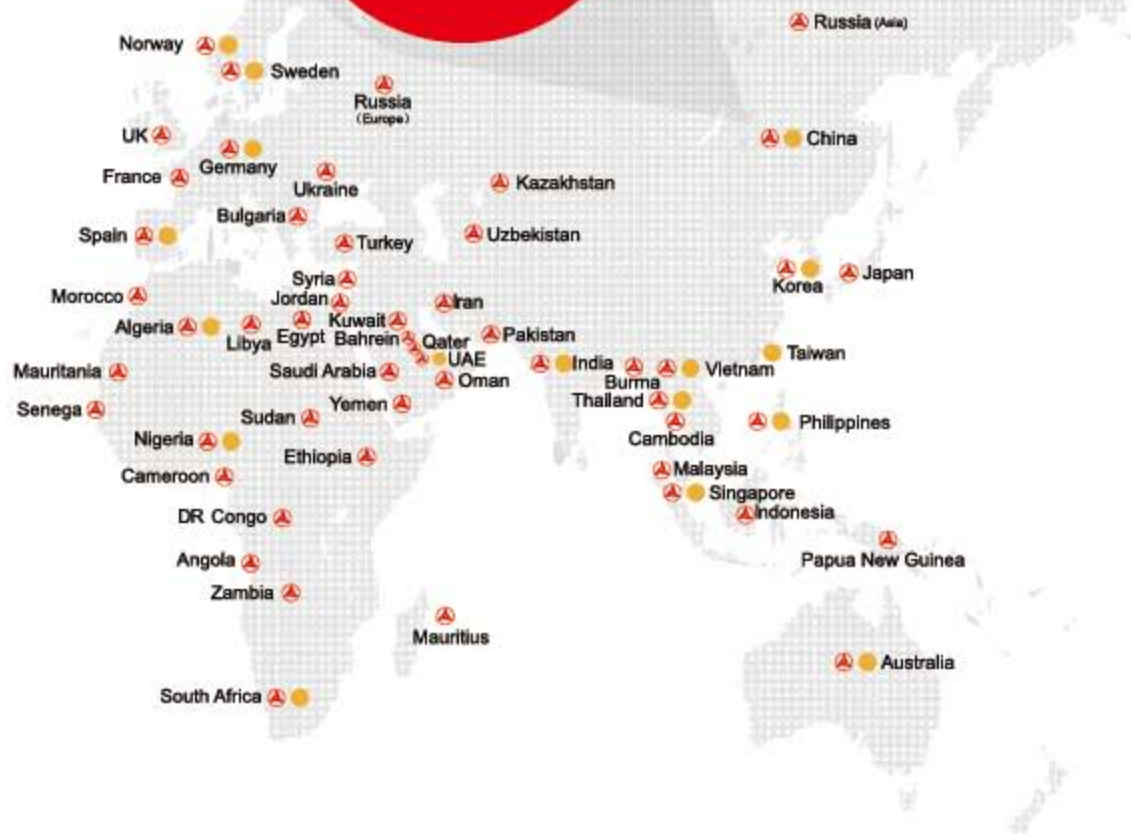 Russia (Asia)
Norway
Sweden
Russia
(Europe)
UK
China
Germany
France
Kazakhstan
Ukraine
Bulgaria
Spain
Uzbekistan
Turkey
Korea
Japan
Syria
Morocco
Jordan
Iran
Algeria
Libya
Egypt
Kuwait
Bahrein
Qater
Pakistan
UAE
Taiwan
Mauritania
Saudi Arabia
Oman
India
Burma
Vietnam
Senega
Sudan
Yemen
Thailand
Cambodia
Philippines
Nigeria
Ethiopia
Cameroon
Malaysia
Singapore
Indonesia
DR Congo
Angola
Papua New Guinea
Zambia
Mauritius
Australia
South Africa